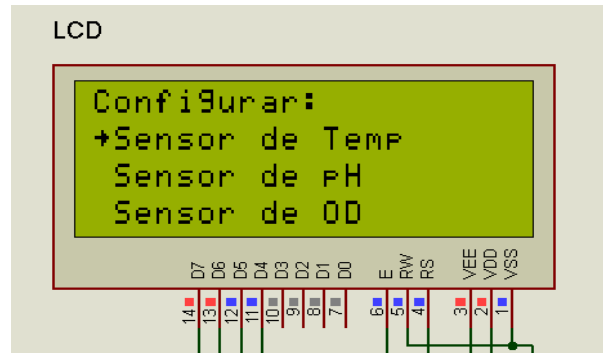 LCD
Configurar:
→Sensor de Temp
Sensor de pH
Sensor de OD
D7 D6 D5 D4 D3 D2 D1 D0 E RW RS VEE VDD VSS
14 13 12 11 10 9 8 7 6 5 4 3 2 1